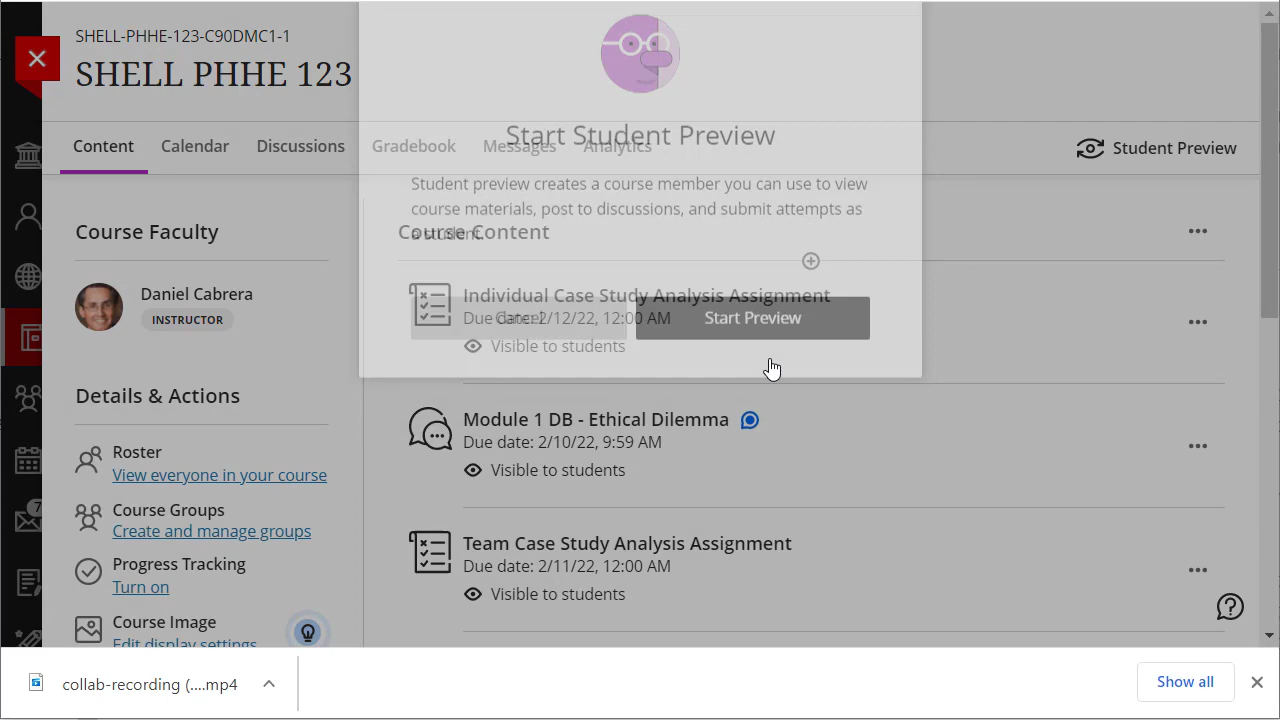 SHELL-PHHE-123-C90DMC1-1
SHELL PHHE 123
Content
Calendar
Discussions
Gradebook
Messages
Analytics
Student Preview
Start Student Preview
Student preview creates a course member you can use to view
course materials, post to discussions, and submit attempts as
a student.
Cancel
Start Preview
Course Faculty
Daniel Cabrera
INSTRUCTOR
Details & Actions
Roster
View everyone in your course
Course Groups
Create and manage groups
Progress Tracking
Turn on
Course Image
Edit display settings
Course Content
Individual Case Study Analysis Assignment
Due date: 2/12/22, 12:00 AM
Visible to students
Module 1 DB - Ethical Dilemma
Due date: 2/10/22, 9:59 AM
Visible to students
Team Case Study Analysis Assignment
Due date: 2/11/22, 12:00 AM
Visible to students
7
collab-recording (....mp4
Show all